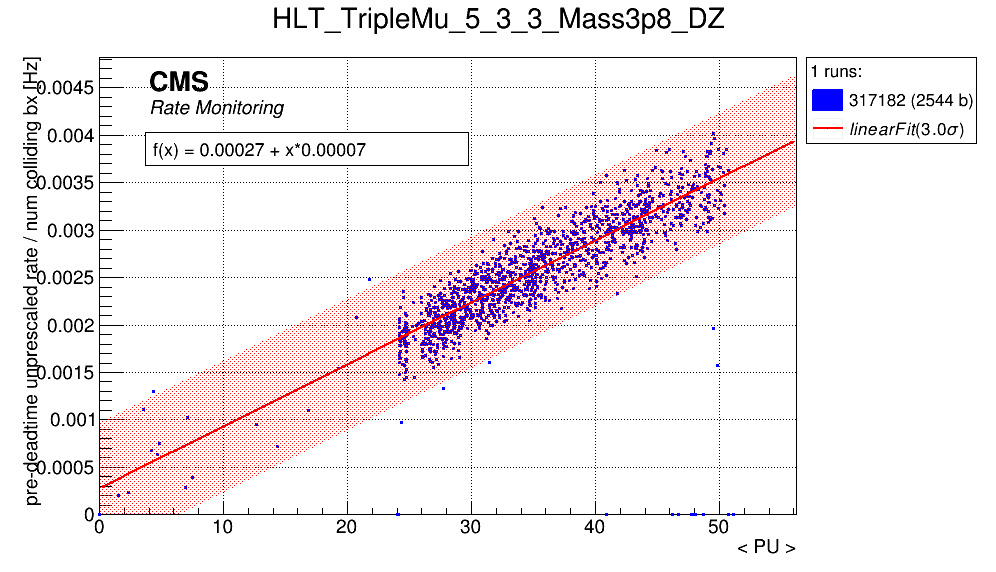 HLT_TripleMu_5_3_3_Mass3p8_DZ
pre-deadtime unprescaled rate / num colliding bx [Hz]
0.0045
0.004
0.0035
0.003
0.0025
0.002
0.0015
0.001
0.0005
0
CMS
Rate Monitoring
f(x) = 0.00027 + x*0.00007
0 10 20 30 40 50
< PU >
1 runs:
317182 (2544 b)
linearFit(3.0σ)